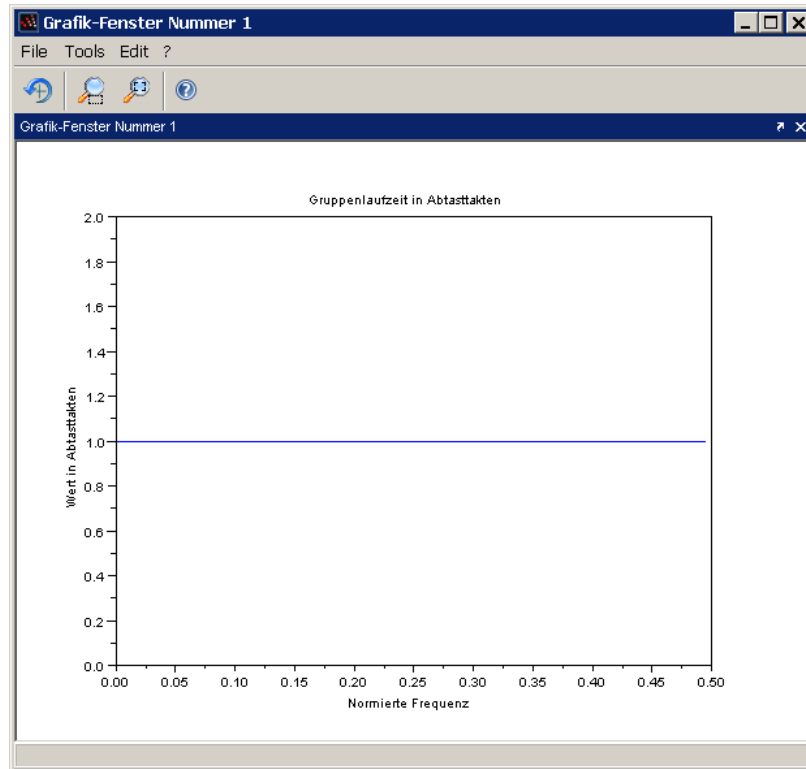 Grafik-Fenster Nummer 1
File Tools Edit ?
Grafik-Fenster Nummer 1
Gruppenlaufzeit in Abtasttakten
2.0
1.8
1.6
1.4
1.2
1.0
0.8
0.6
0.4
0.2
0.0
Wert in Abtasttakten
0.00 0.05 0.10 0.15 0.20 0.25 0.30 0.35 0.40 0.45 0.50
Normierte Frequenz